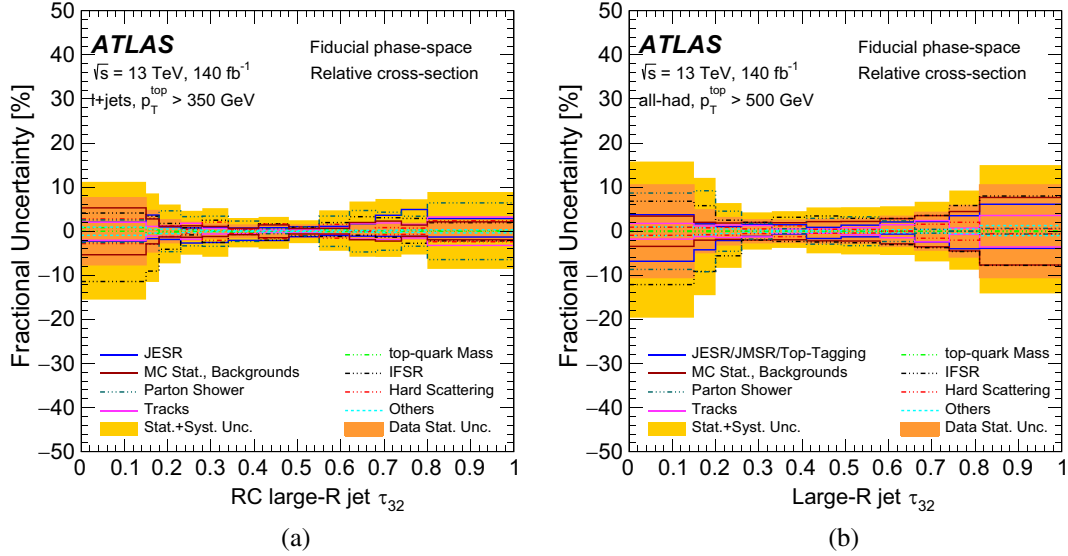 Fractional Uncertainty [%]
50
40
30
20
10
0
−10
−20
−30
−40
−50
ATLAS
√s = 13 TeV, 140 fb⁻¹
l+jets, p_T^top > 350 GeV
Fiducial phase-space
Relative cross-section
JESR
MC Stat., Backgrounds
Parton Shower
Tracks
Stat.+Syst. Unc.
top-quark Mass
IFSR
Hard Scattering
Others
Data Stat. Unc.
0 0.1 0.2 0.3 0.4 0.5 0.6 0.7 0.8 0.9 1
RC large-R jet τ₃₂
(a)
Fractional Uncertainty [%]
50
40
30
20
10
0
−10
−20
−30
−40
−50
ATLAS
√s = 13 TeV, 140 fb⁻¹
all-had, p_T^top > 500 GeV
Fiducial phase-space
Relative cross-section
JESR/JMSR/Top-Tagging
MC Stat., Backgrounds
Parton Shower
Tracks
Stat.+Syst. Unc.
top-quark Mass
IFSR
Hard Scattering
Others
Data Stat. Unc.
0 0.1 0.2 0.3 0.4 0.5 0.6 0.7 0.8 0.9 1
Large-R jet τ₃₂
(b)